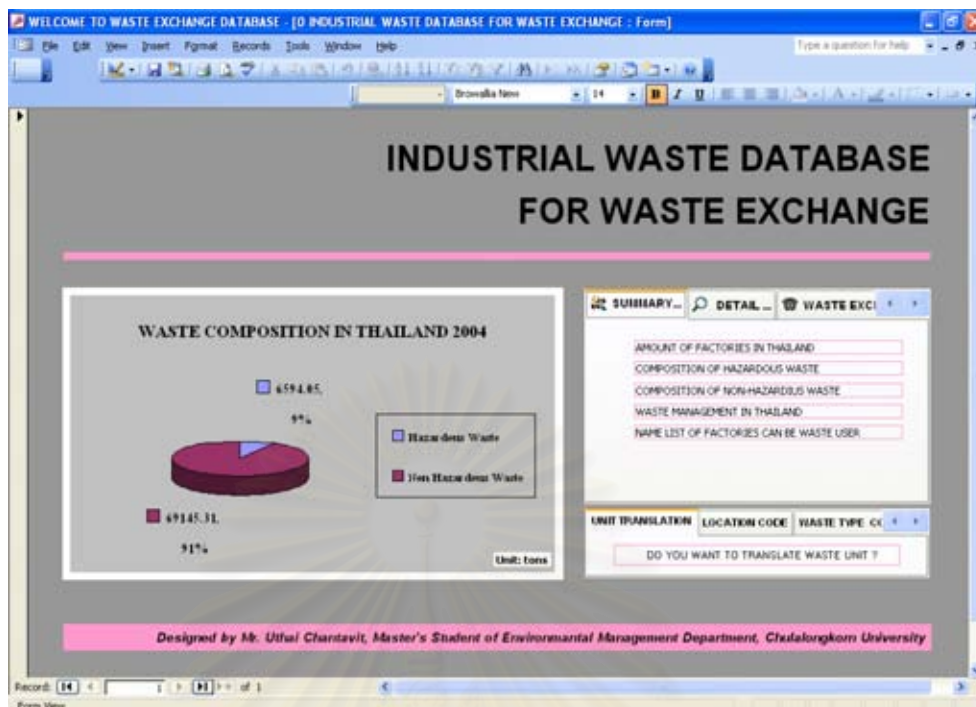 WELCOME TO WASTE EXCHANGE DATABASE - [0 INDUSTRIAL WASTE DATABASE FOR WASTE EXCHANGE : Form]
File Edit View Insert Format Records Tools Window Help Type a question for help
Browallia New 14 B I U
INDUSTRIAL WASTE DATABASE
FOR WASTE EXCHANGE
WASTE COMPOSITION IN THAILAND 2004
6594.05,
9%
Hazardous Waste
Non Hazardous Waste
69145.31,
91%
Unit: tons
SUMMARY... DETAIL ... WASTE EXC
AMOUNT OF FACTORIES IN THAILAND
COMPOSITION OF HAZARDOUS WASTE
COMPOSITION OF NON-HAZARDIUS WASTE
WASTE MANAGEMENT IN THAILAND
NAME LIST OF FACTORIES CAN BE WASTE USER
UNIT TRANSLATION LOCATION CODE WASTE TYPE CC
DO YOU WANT TO TRANSLATE WASTE UNIT ?
Designed by Mr. Uthai Chantavit, Master's Student of Environmantal Management Department, Chulalongkorn University
Record: 1 of 1
Form View